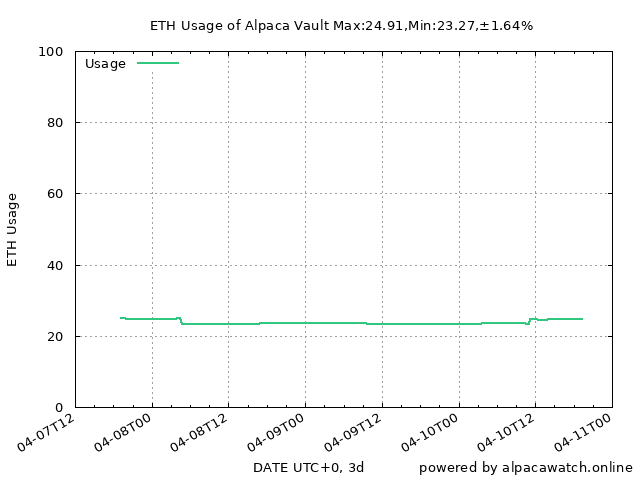 ETH Usage of Alpaca Vault Max:24.91,Min:23.27,±1.64%
100
Usage
80
60
ETH Usage
40
20
0
04-07T12
04-08T00
04-08T12
04-09T00
04-09T12
04-10T00
04-10T12
04-11T00
DATE UTC+0, 3d
powered by alpacawatch.online